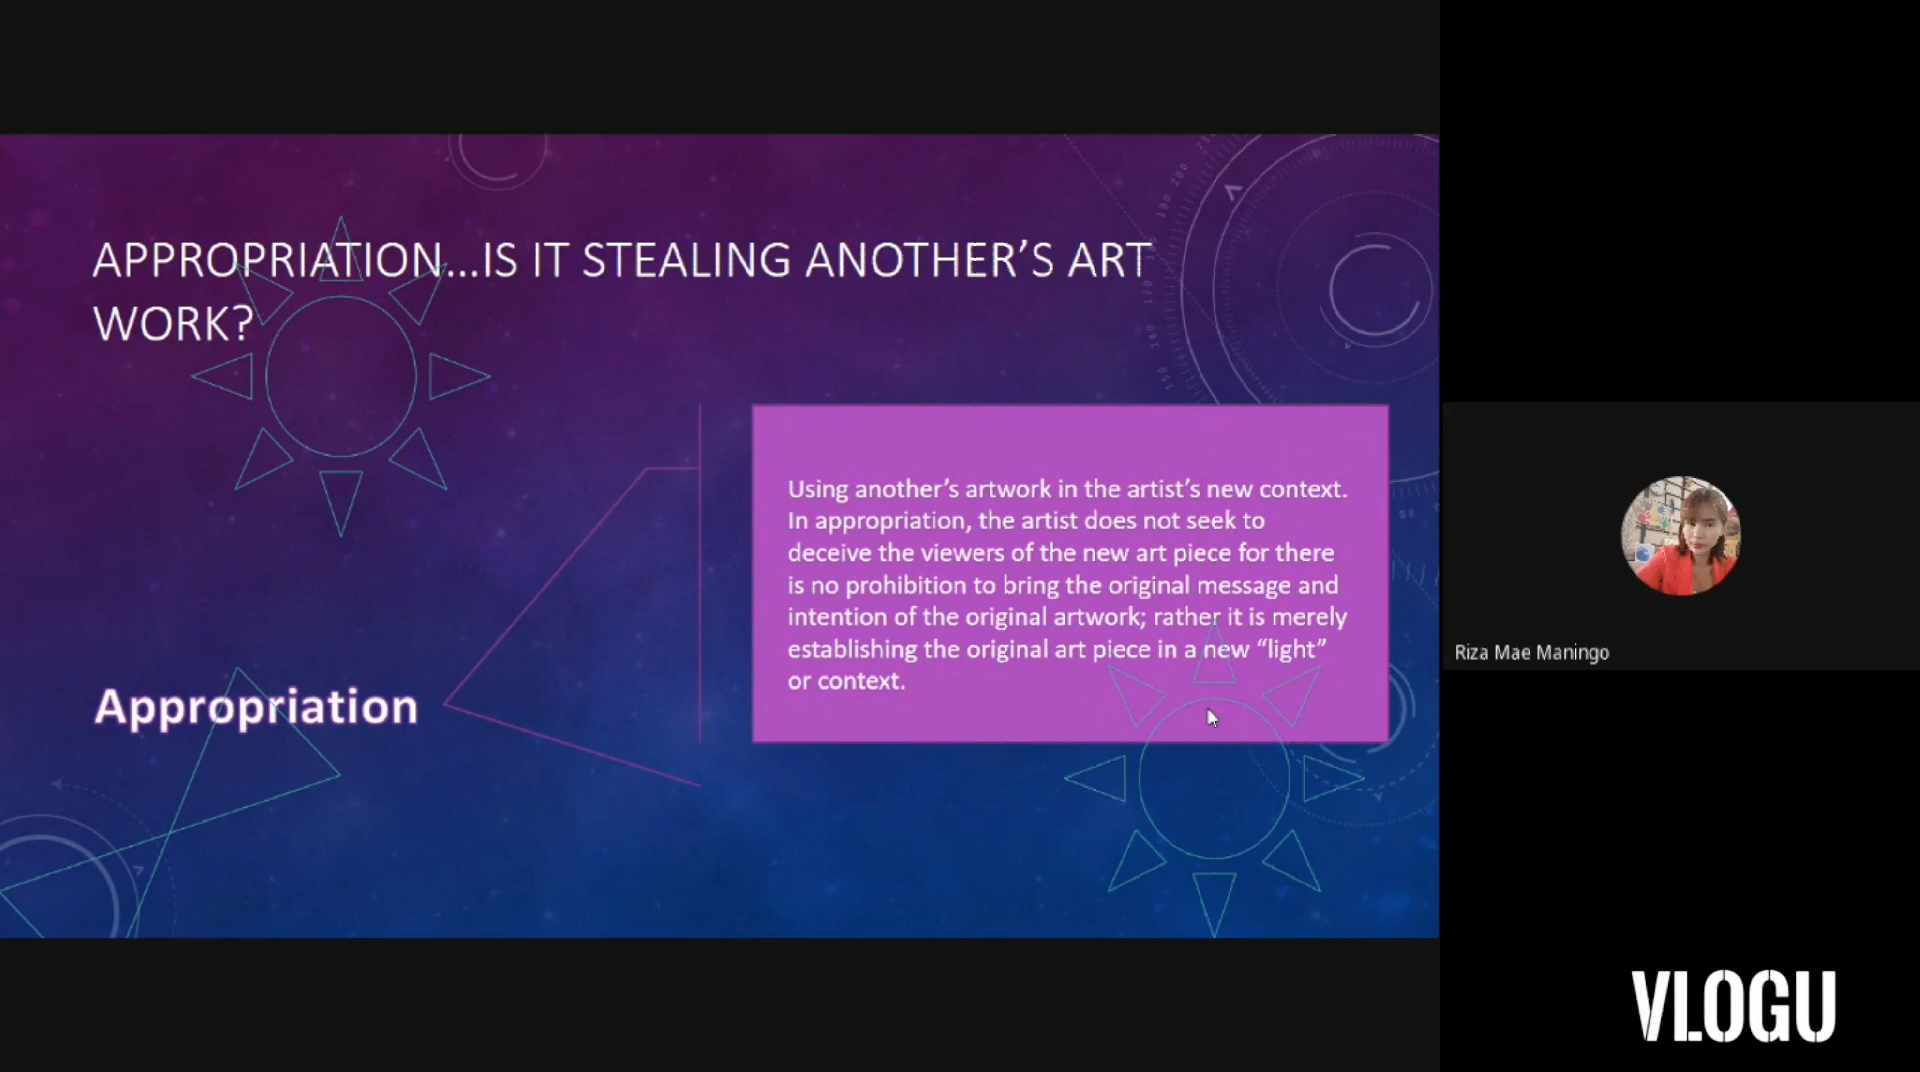 APPROPRIATION...IS IT STEALING ANOTHER'S ART
WORK?
Using another's artwork in the artist's new context.
In appropriation, the artist does not seek to
deceive the viewers of the new art piece for there
is no prohibition to bring the original message and
intention of the original artwork; rather it is merely
establishing the original art piece in a new “light”
or context.
Appropriation
Riza Mae Maningo
VLOGU